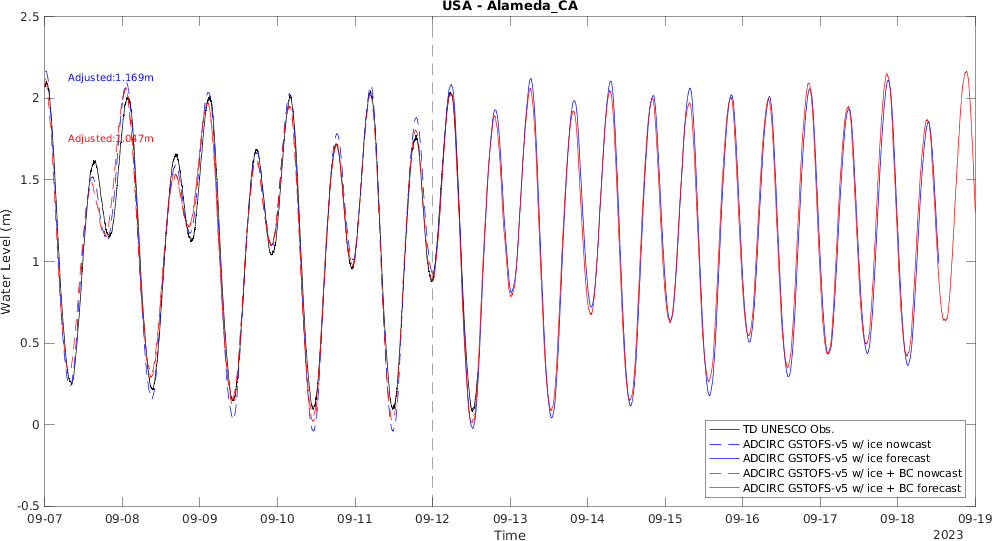 USA - Alameda_CA
2.5
2
1.5
1
0.5
0
-0.5
Water Level (m)
Adjusted:1.169m
Adjusted:1.047m
TD UNESCO Obs.
ADCIRC GSTOFS-v5 w/ ice nowcast
ADCIRC GSTOFS-v5 w/ ice forecast
ADCIRC GSTOFS-v5 w/ ice + BC nowcast
ADCIRC GSTOFS-v5 w/ ice + BC forecast
09-07 09-08 09-09 09-10 09-11 09-12 09-13 09-14 09-15 09-16 09-17 09-18 09-19
Time
2023